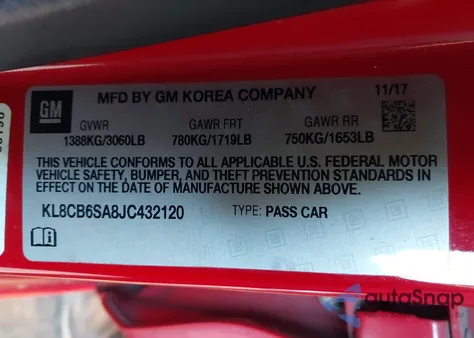 GM
MFD BY GM KOREA COMPANY
11/17
GVWR GAWR FRT GAWR RR
1388KG/3060LB 780KG/1719LB 750KG/1653LB
THIS VEHICLE CONFORMS TO ALL APPLICABLE U.S. FEDERAL MOTOR
VEHICLE SAFETY, BUMPER, AND THEFT PREVENTION STANDARDS IN
EFFECT ON THE DATE OF MANUFACTURE SHOWN ABOVE.
KL8CB6SA8JC432120 TYPE: PASS CAR
autoSnap